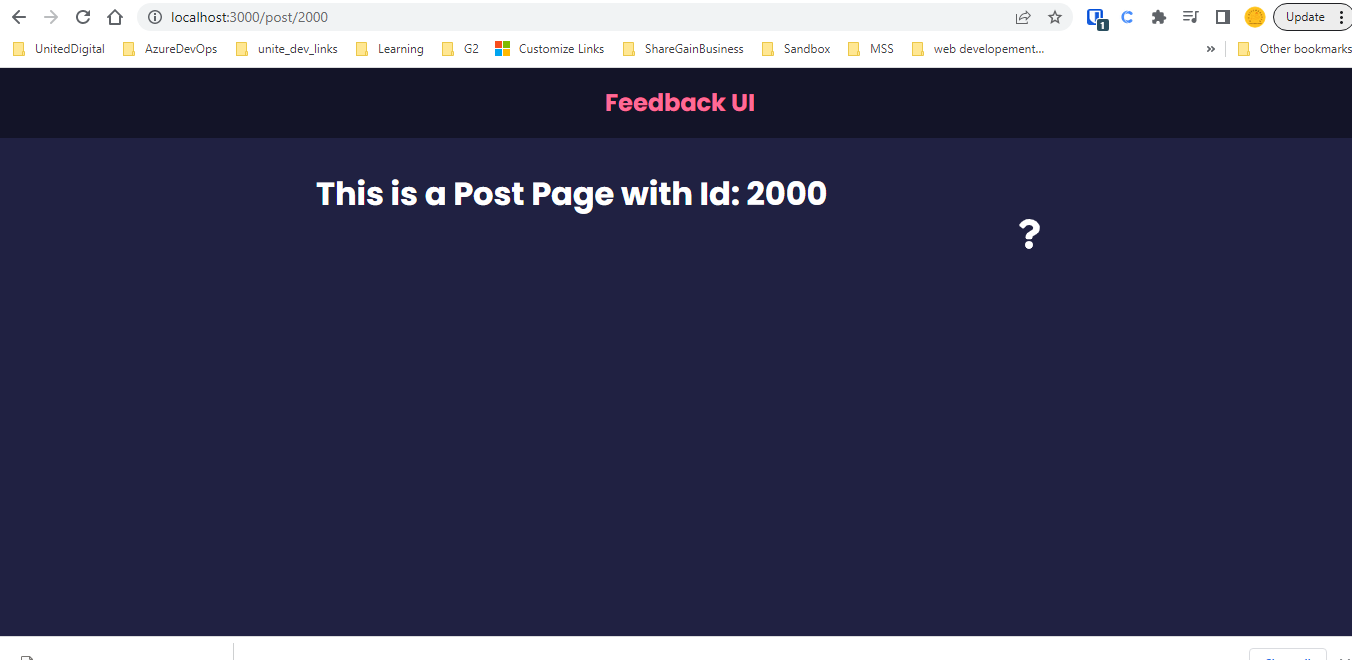 localhost:3000/post/2000
1
Update
UnitedDigital AzureDevOps unite_dev_links Learning G2 Customize Links ShareGainBusiness Sandbox MSS web developement... » Other bookmarks
Feedback UI
This is a Post Page with Id: 2000
?